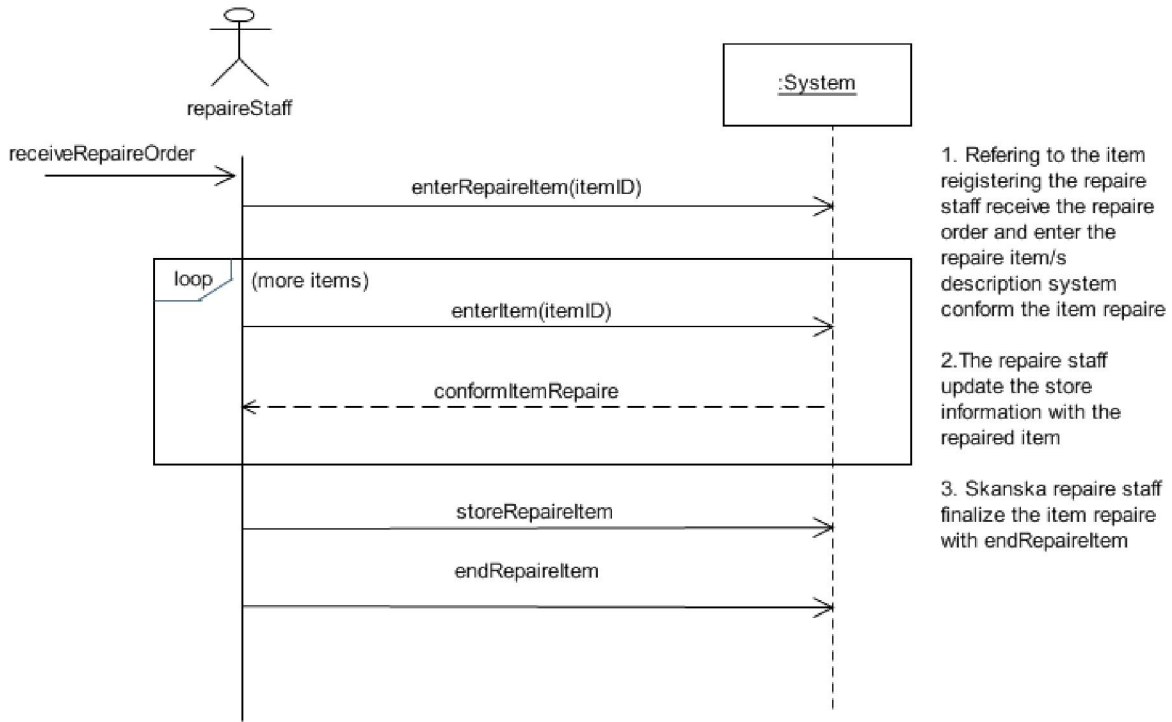 repaireStaff
:System
receiveRepaireOrder
enterRepaireItem(itemID)
loop
(more items)
enterItem(itemID)
conformItemRepaire
storeRepaireItem
endRepaireItem
1. Refering to the item
reigistering the repaire
staff receive the repaire
order and enter the
repaire item/s
description system
conform the item repaire
2.The repaire staff
update the store
information with the
repaired item
3. Skanska repaire staff
finalize the item repaire
with endRepaireItem